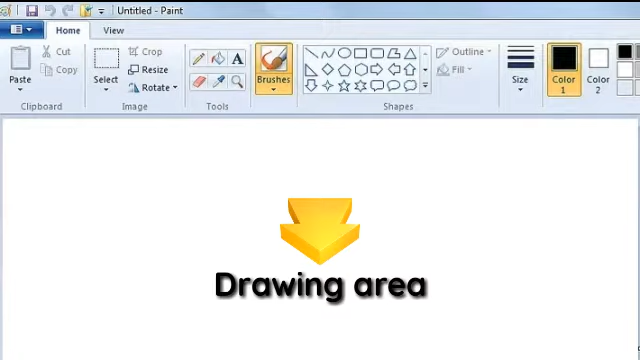 Untitled - Paint
Home View
Paste
Cut
Copy
Clipboard
Select
Crop
Resize
Rotate
Image
A
Tools
Brushes
Outline
Fill
Shapes
Size
Color
1
Color
2
Drawing area